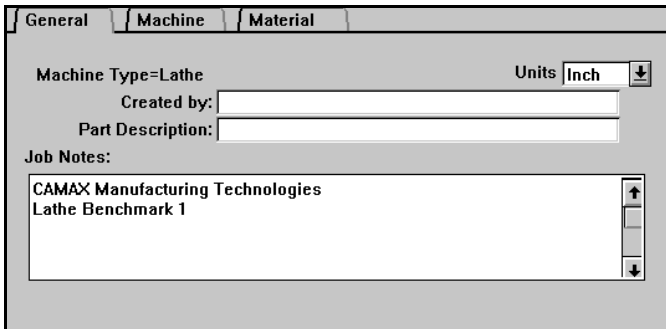 General Machine Material
Machine Type=Lathe Units Inch
Created by:
Part Description:
Job Notes:
CAMAX Manufacturing Technologies
Lathe Benchmark 1